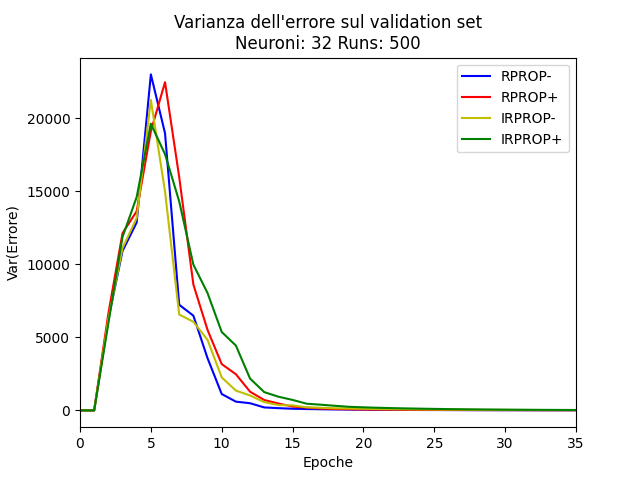 Varianza dell'errore sul validation set
Neuroni: 32 Runs: 500
RPROP-
RPROP+
IRPROP-
IRPROP+
Var(Errore)
20000
15000
10000
5000
0
0 5 10 15 20 25 30 35
Epoche